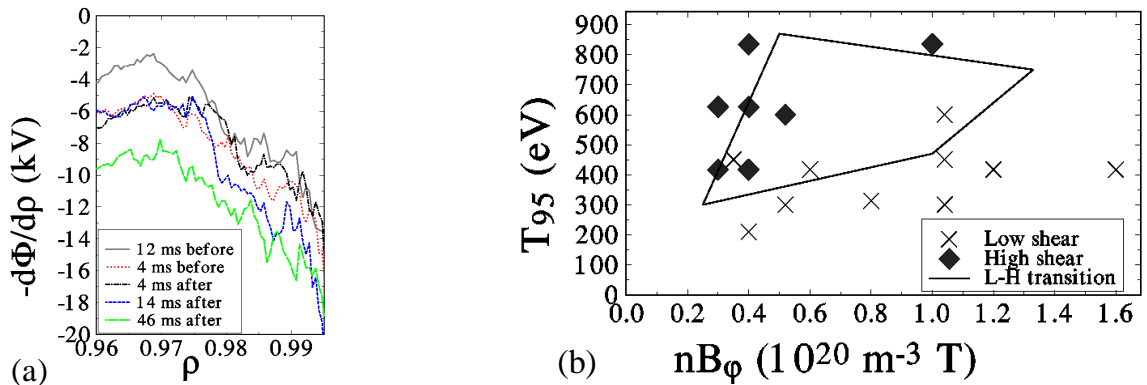 0
-2
-4
-6
-8
-10
-12
-14
-16
-18
-20
-dΦ/dρ (kV)
12 ms before
4 ms before
4 ms after
14 ms after
46 ms after
0.96 0.97 0.98 0.99
ρ
(a)
900
800
700
600
500
400
300
200
100
0
T95 (eV)
Low shear
High shear
L-H transition
0.0 0.2 0.4 0.6 0.8 1.0 1.2 1.4 1.6
nBφ (10²⁰ m⁻³ T)
(b)